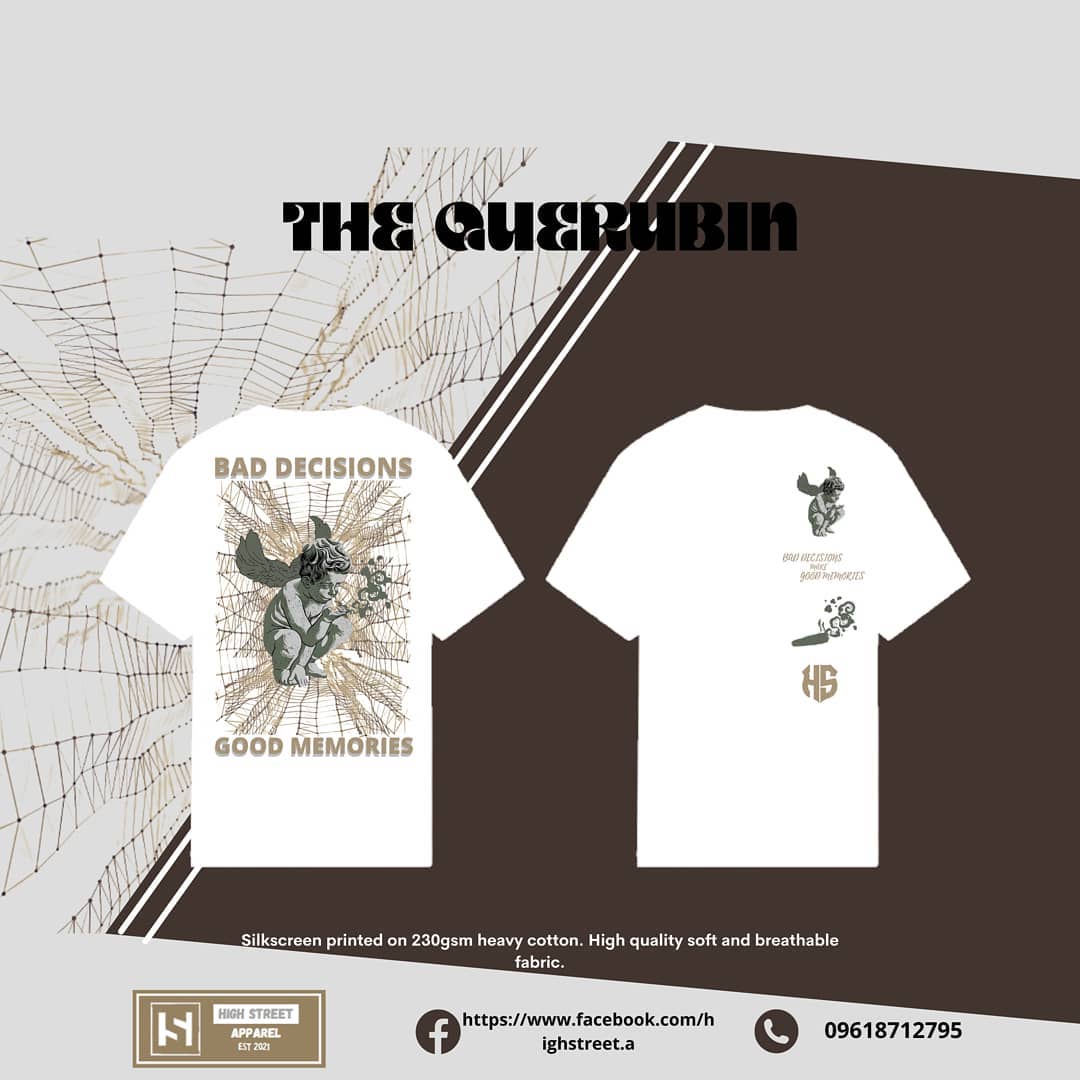 THE QUERUBIN
BAD DECISIONS
GOOD MEMORIES
BAD DECISIONS
MAKE
GOOD MEMORIES
HS
Silkscreen printed on 230gsm heavy cotton. High quality soft and breathable
fabric.
HIGH STREET
APPAREL
EST 2021
https://www.facebook.com/h
ighstreet.a
09618712795